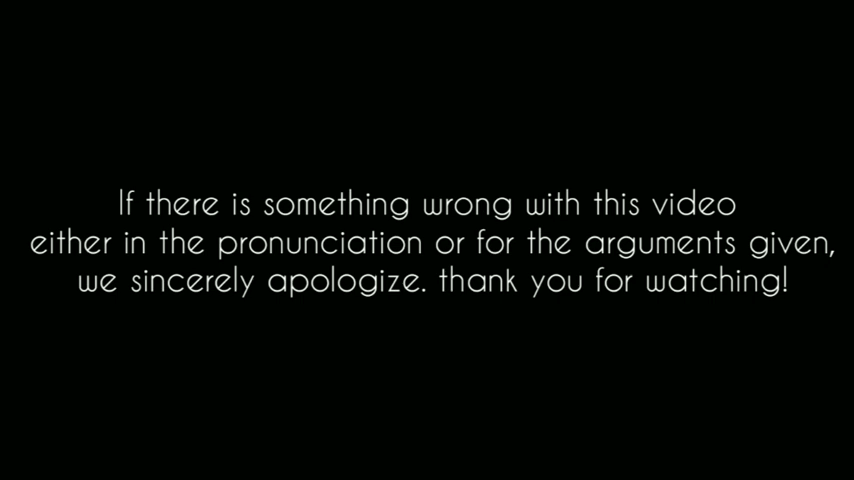 If there is something wrong with this video
either in the pronunciation or for the arguments given,
we sincerely apologize. thank you for watching!